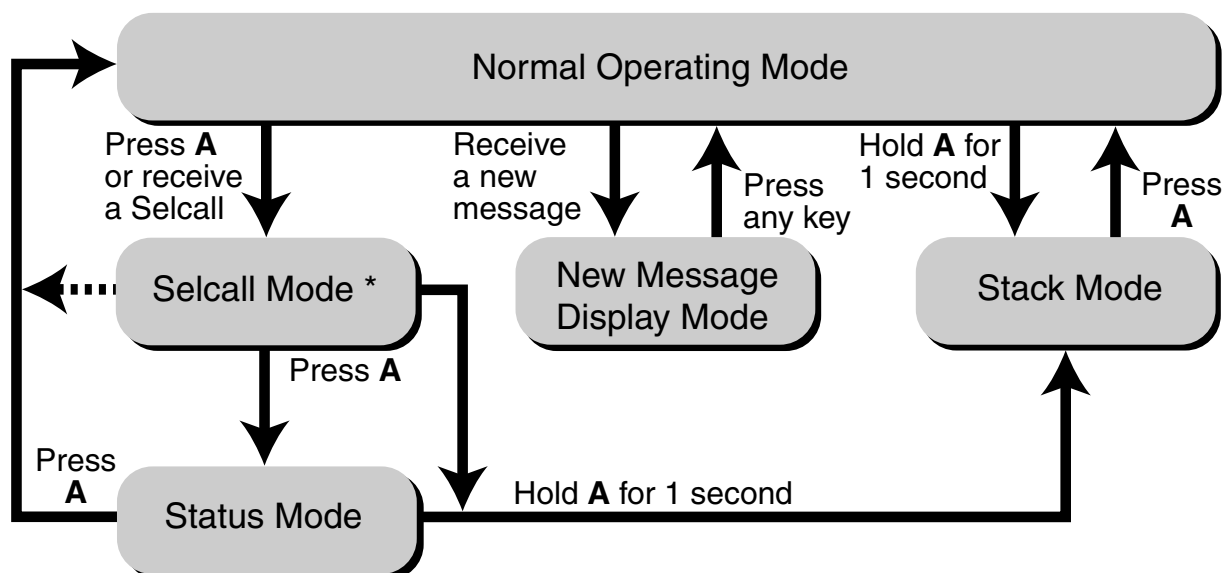 Normal Operating Mode
Press A
or receive
a Selcall
Receive
a new
message
Press
any key
Hold A for
1 second
Press
A
Selcall Mode *
New Message
Display Mode
Stack Mode
Press A
Press
A
Status Mode
Hold A for 1 second